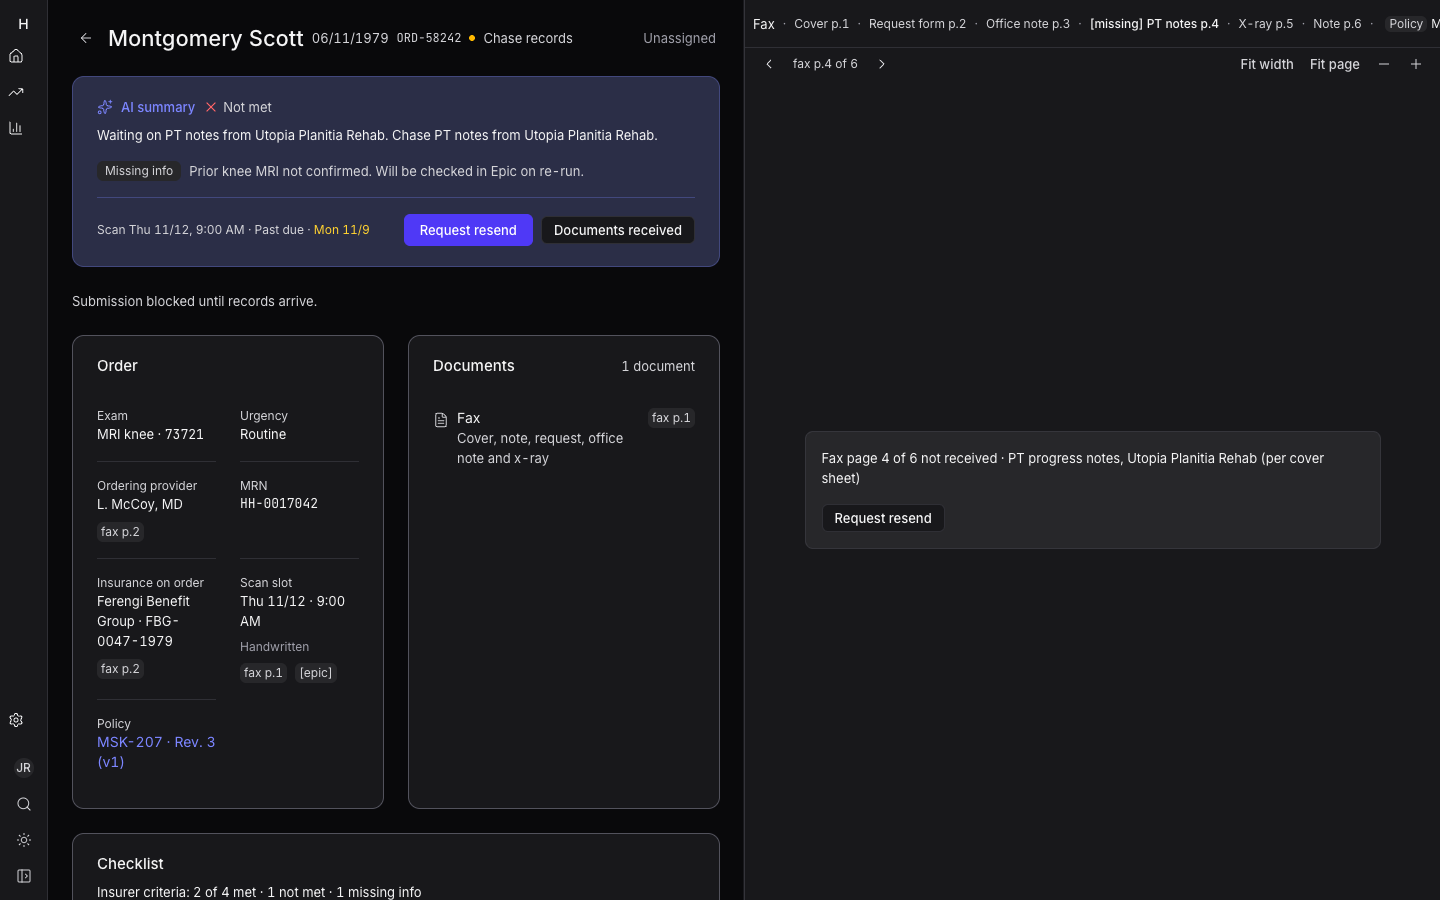 H
Montgomery Scott 06/11/1979 ORD-58242 Chase records Unassigned
AI summary Not met
Waiting on PT notes from Utopia Planitia Rehab. Chase PT notes from Utopia Planitia Rehab.
Missing info Prior knee MRI not confirmed. Will be checked in Epic on re-run.
Scan Thu 11/12, 9:00 AM · Past due · Mon 11/9 Request resend Documents received
Submission blocked until records arrive.
Order
Exam
MRI knee · 73721
Urgency
Routine
Ordering provider
L. McCoy, MD
fax p.2
MRN
HH-0017042
Insurance on order
Ferengi Benefit
Group · FBG-
0047-1979
fax p.2
Scan slot
Thu 11/12 · 9:00
AM
Handwritten
fax p.1 [epic]
Policy
MSK-207 · Rev. 3
(v1)
Documents 1 document
Fax fax p.1
Cover, note, request, office
note and x-ray
Checklist
Insurer criteria: 2 of 4 met · 1 not met · 1 missing info
JR
Fax · Cover p.1 · Request form p.2 · Office note p.3 · [missing] PT notes p.4 · X-ray p.5 · Note p.6 · Policy M
fax p.4 of 6 Fit width Fit page
Fax page 4 of 6 not received · PT progress notes, Utopia Planitia Rehab (per cover
sheet)
Request resend